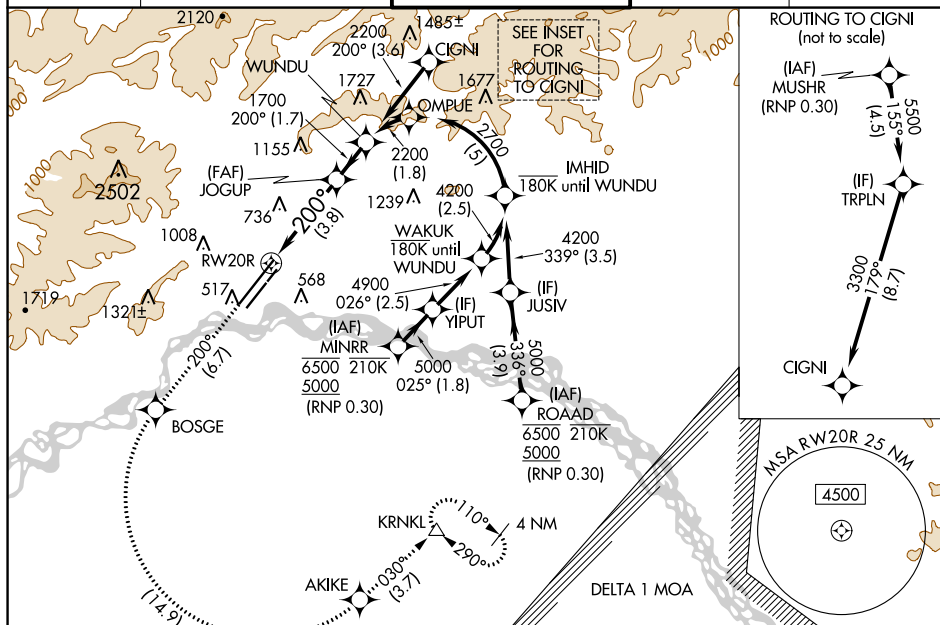 2120
2200
200° (3.6)
1485±
CIGNI
SEE INSET
FOR
ROUTING
TO CIGNI
1000
WUNDU
1727
1677
OMPUE
1000
1700
200° (1.7)
1155
2200
(1.8)
2700
(5)
IMHID
180K until WUNDU
(FAF)
JOGUP
1000
2502
736
200°
(3.8)
1239
4200
(2.5)
WAKUK
180K until
WUNDU
4200
339° (3.5)
1008
RW20R
517
568
4900
026° (2.5)
(IF)
YIPUT
(IF)
JUSIV
1719
1321±
(IAF)
MINRR
6500 210K
5000
(RNP 0.30)
5000
025° (1.8)
5000
336°
(3.9)
(IAF)
ROAAD
6500 210K
5000
(RNP 0.30)
200°
(6.7)
BOSGE
KRNKL
110°
4 NM
290°
AKIKE
030°
(3.7)
(14.9)
DELTA 1 MOA
ROUTING TO CIGNI
(not to scale)
(IAF)
MUSHR
(RNP 0.30)
5500
155°
(4.5)
(IF)
TRPLN
3300
179°
(8.7)
CIGNI
MSA RW20R 25 NM
4500